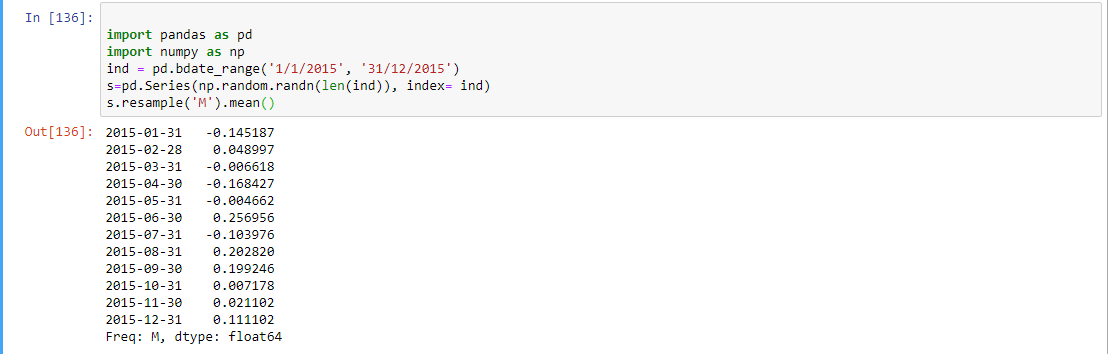 In [136]:
import pandas as pd
import numpy as np
ind = pd.bdate_range('1/1/2015', '31/12/2015')
s=pd.Series(np.random.randn(len(ind)), index= ind)
s.resample('M').mean()
Out[136]: 2015-01-31   -0.145187
2015-02-28    0.048997
2015-03-31   -0.006618
2015-04-30   -0.168427
2015-05-31   -0.004662
2015-06-30    0.256956
2015-07-31   -0.103976
2015-08-31    0.202820
2015-09-30    0.199246
2015-10-31    0.007178
2015-11-30    0.021102
2015-12-31    0.111102
Freq: M, dtype: float64